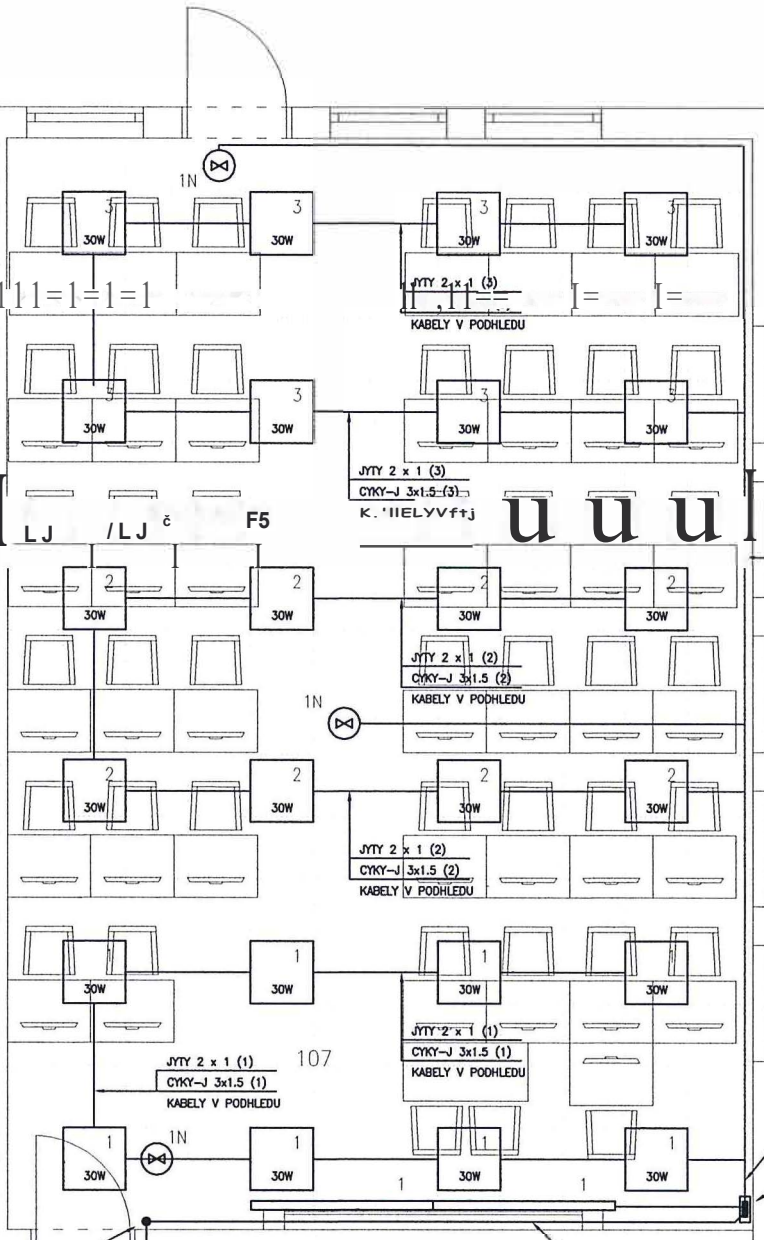 1N
3 3 3 3
30W 30W 30W 30W
JYTY 2 x 1 (3)
KABELY V PODHLEDU
3 3 3 3
30W 30W 30W 30W
JYTY 2 x 1 (3)
CYKY-J 3x1.5 (3)
K.'IIELYVftj
LJ /LJ č F5 u u u
2 2 2 2
30W 30W 30W 30W
JYTY 2 x 1 (2)
CYKY-J 3x1.5 (2)
KABELY V PODHLEDU
1N
2 2 2 2
30W 30W 30W 30W
JYTY 2 x 1 (2)
CYKY-J 3x1.5 (2)
KABELY V PODHLEDU
1 1 1 1
30W 30W 30W 30W
JYTY 2 x 1 (1)
CYKY-J 3x1.5 (1)
KABELY V PODHLEDU
107
JYTY 2 x 1 (1)
CYKY-J 3x1.5 (1)
KABELY V PODHLEDU
1 1N 1 1 1
30W 30W 30W 30W
1 1